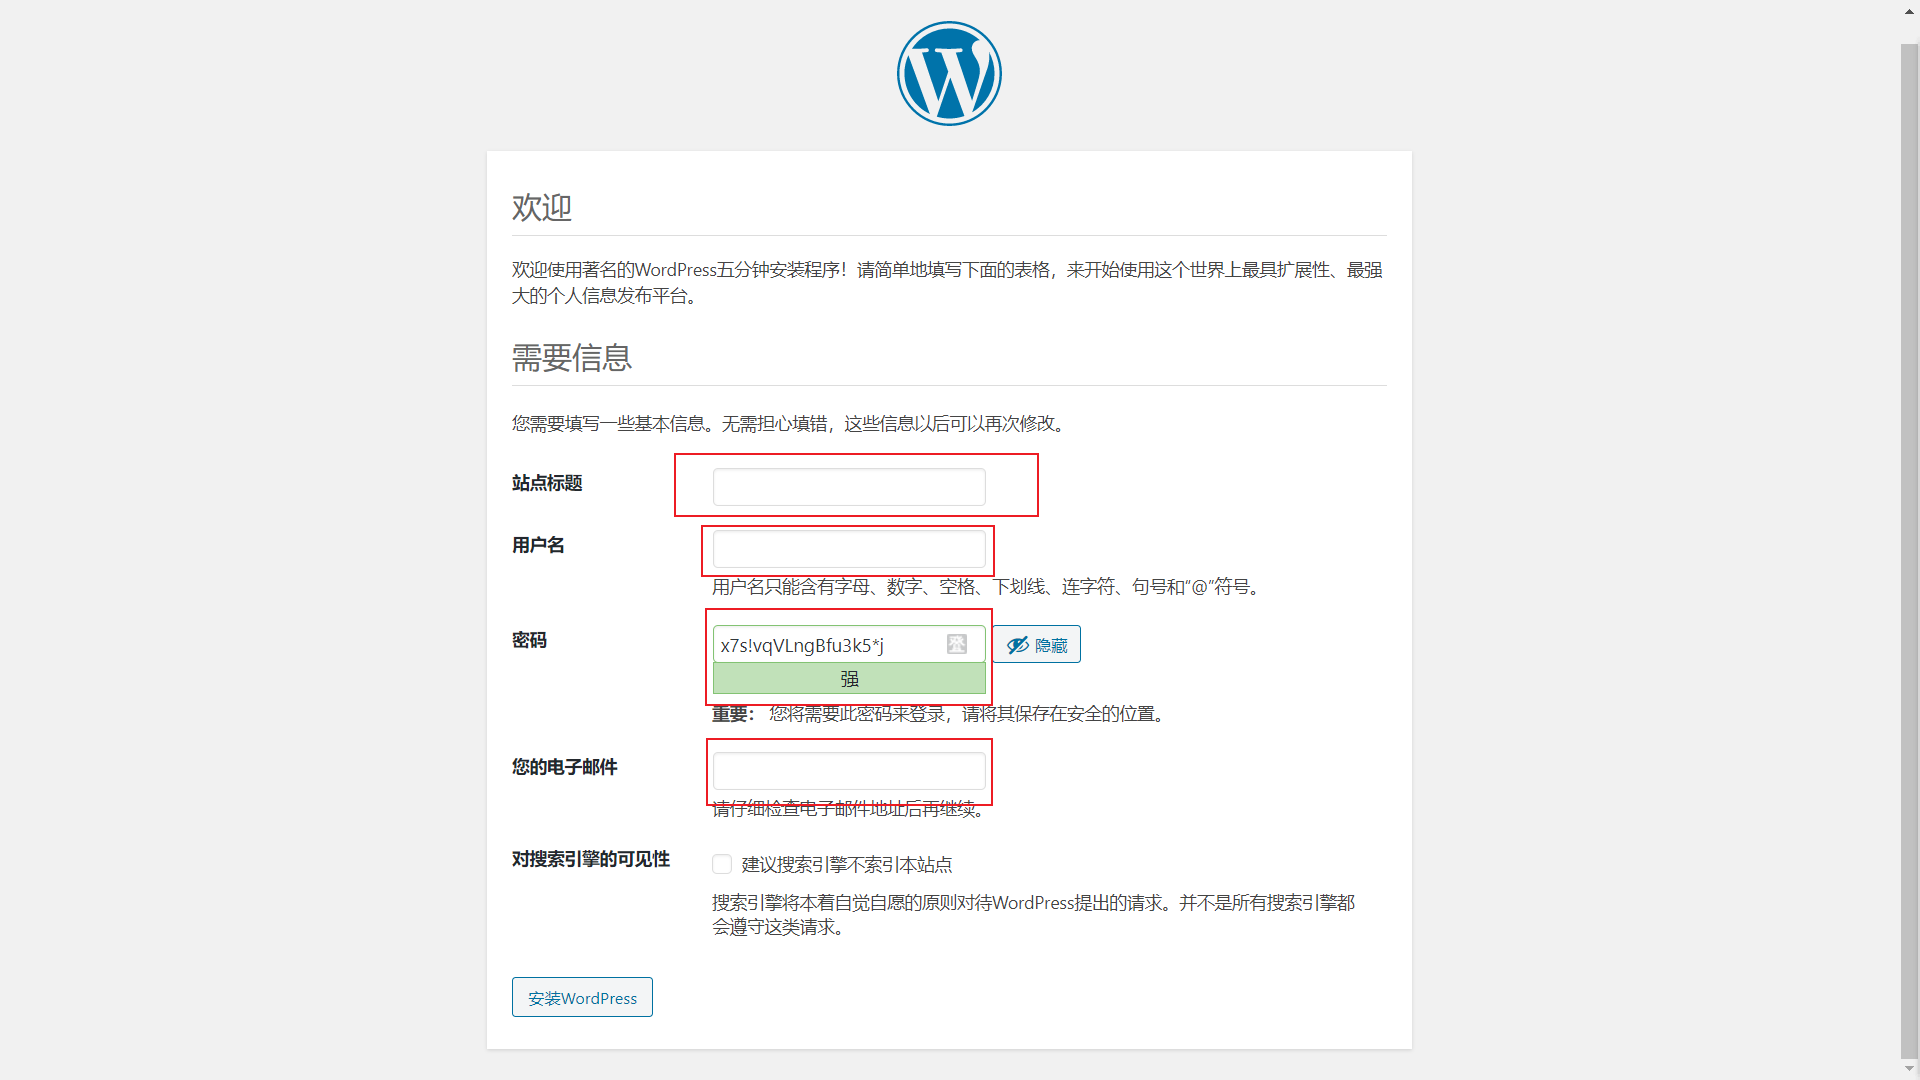 欢迎
欢迎使用著名的WordPress五分钟安装程序！请简单地填写下面的表格，来开始使用这个世界上最具扩展性、最强
大的个人信息发布平台。
需要信息
您需要填写一些基本信息。无需担心填错，这些信息以后可以再次修改。
站点标题
用户名
用户名只能含有字母、数字、空格、下划线、连字符、句号和“@”符号。
密码
x7s!vqVLngBfu3k5*j
登
隐藏
强
重要： 您将需要此密码来登录，请将其保存在安全的位置。
您的电子邮件
请仔细检查电子邮件地址后再继续。
对搜索引擎的可见性
建议搜索引擎不索引本站点
搜索引擎将本着自觉自愿的原则对待WordPress提出的请求。并不是所有搜索引擎都
会遵守这类请求。
安装WordPress